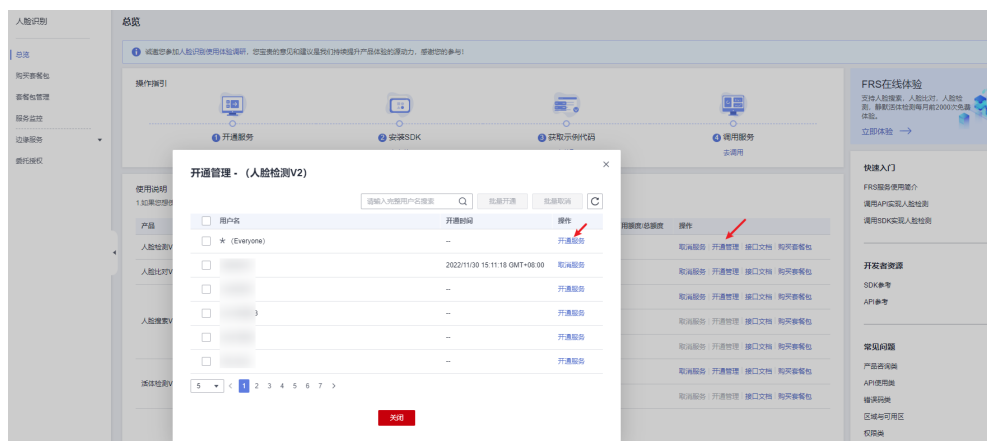 人脸识别
总览
总览
购买套餐包
套餐包管理
服务监控
边缘服务
委托授权
诚邀您参加人脸识别使用体验调研，您宝贵的意见和建议是我们持续提升产品体验的源动力，感谢您的参与！
操作指引
1 开通服务
2 安装SDK
3 获取示例代码
4 调用服务
去调用
使用说明
1.如果您想使
产品
用额度/总额度
操作
人脸检测V
取消服务 开通管理 接口文档 购买套餐包
人脸比对V
取消服务 开通管理 接口文档 购买套餐包
取消服务 开通管理 接口文档 购买套餐包
人脸搜索V
取消服务 开通管理 接口文档 购买套餐包
取消服务 开通管理 接口文档 购买套餐包
活体检测V
取消服务 开通管理 接口文档 购买套餐包
取消服务 开通管理 接口文档 购买套餐包
开通管理 - （人脸检测V2）
请输入完整用户名搜索
批量开通
批量取消
用户名 开通时间 操作
* （Everyone） -- 开通服务
2022/11/30 15:11:18 GMT+08:00 取消服务
-- 开通服务
3 -- 开通服务
-- 开通服务
-- 开通服务
5 < 1 2 3 4 5 6 7 >
关闭
FRS在线体验
支持人脸搜索、人脸比对、人脸检
测、静默活体检测每月前2000次免费
体验。
立即体验 →
快速入门
FRS服务使用简介
调用API实现人脸检测
调用SDK实现人脸检测
开发者资源
SDK参考
API参考
常见问题
产品咨询类
API使用类
错误码类
区域与可用区
权限类